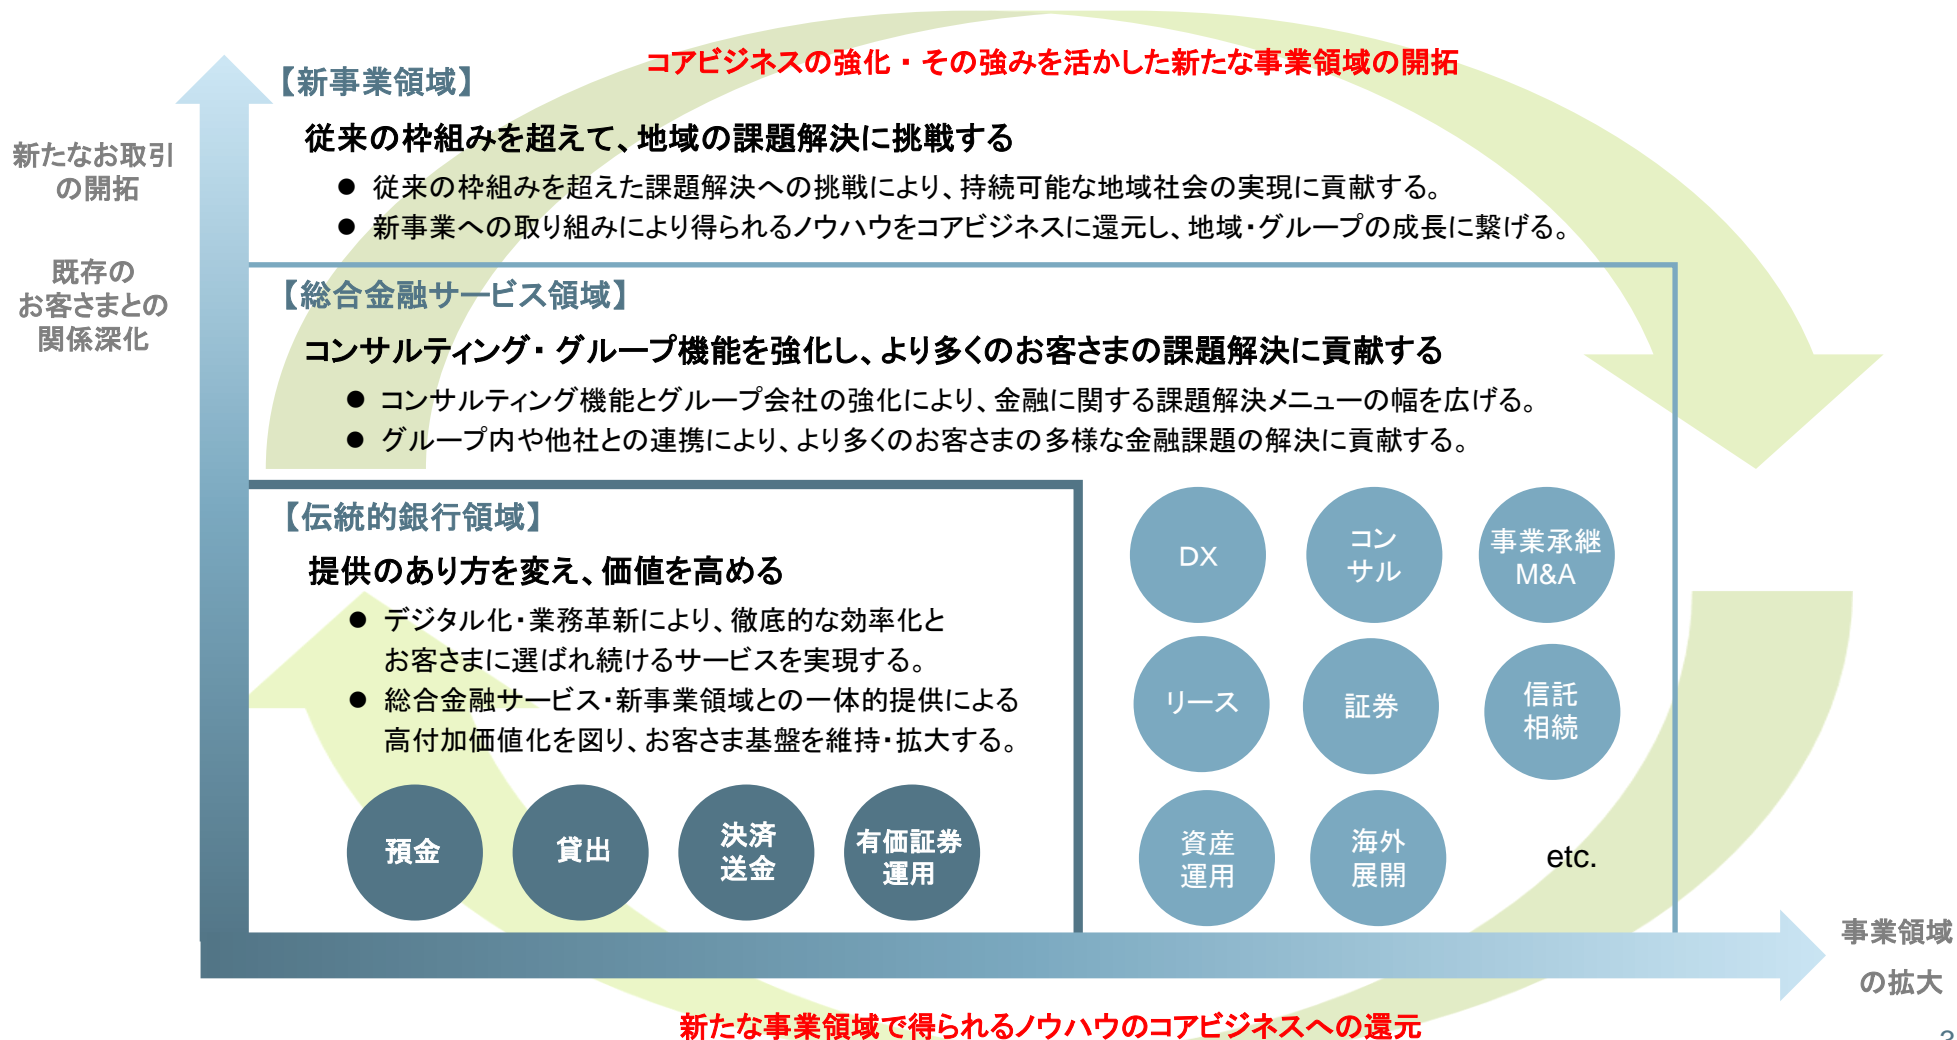 コアビジネスの強化・その強みを活かした新たな事業領域の開拓
【新事業領域】
従来の枠組みを超えて、地域の課題解決に挑戦する
● 従来の枠組みを超えた課題解決への挑戦により、持続可能な地域社会の実現に貢献する。
● 新事業への取り組みにより得られるノウハウをコアビジネスに還元し、地域・グループの成長に繋げる。
新たなお取引
の開拓
既存の
お客さまとの
関係深化
【総合金融サービス領域】
コンサルティング・グループ機能を強化し、より多くのお客さまの課題解決に貢献する
● コンサルティング機能とグループ会社の強化により、金融に関する課題解決メニューの幅を広げる。
● グループ内や他社との連携により、より多くのお客さまの多様な金融課題の解決に貢献する。
【伝統的銀行領域】
提供のあり方を変え、価値を高める
● デジタル化・業務革新により、徹底的な効率化と
お客さまに選ばれ続けるサービスを実現する。
● 総合金融サービス・新事業領域との一体的提供による
高付加価値化を図り、お客さま基盤を維持・拡大する。
預金
貸出
決済
送金
有価証券
運用
DX
コン
サル
事業承継
M&A
リース
証券
信託
相続
資産
運用
海外
展開
etc.
事業領域
の拡大
新たな事業領域で得られるノウハウのコアビジネスへの還元
3